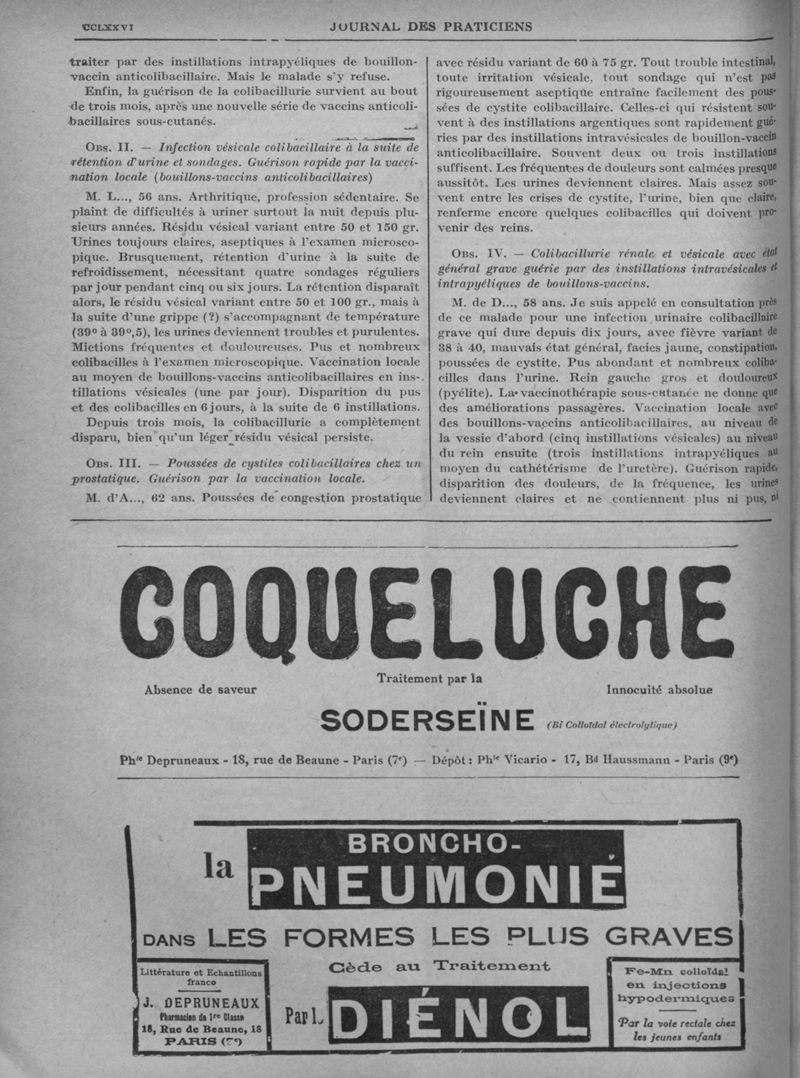 CCLXXVI
JOURNAL DES PRATICIENS
traiter par des instillations intrapyéliques de bouillon-
vaccin anticolibacillaire. Mais le malade s'y refuse.
Enfin, la guérison de la colibacillurie survient au bout
de trois mois, après une nouvelle série de vaccins anticoli-
bacillaires sous-cutanés.
OBS. II. — Infection vésicale colibacillaire à la suite de
rétention d'urine et sondages. Guérison rapide par la vacci-
nation locale (bouillons-vaccins anticolibacillaires)
M. L..., 56 ans. Arthritique, profession sédentaire. Se
plaint de difficultés à uriner surtout la nuit depuis plu-
sieurs années. Résidu vésical variant entre 50 et 150 gr.
Urines toujours claires, aseptiques à l'examen microsco-
pique. Brusquement, rétention d'urine à la suite de
refroidissement, nécessitant quatre sondages réguliers
par jour pendant cinq ou six jours. La rétention disparaît
alors, le résidu vésical variant entre 50 et 100 gr., mais à
la suite d'une grippe (?) s'accompagnant de température
(39° à 39°,5), les urines deviennent troubles et purulentes.
Mictions fréquentes et douloureuses. Pus et nombreux
colibacilles à l'examen microscopique. Vaccination locale
au moyen de bouillons-vaccins anticolibacillaires en ins-
tillations vésicales (une par jour). Disparition du pus
et des colibacilles en 6 jours, à la suite de 6 instillations.
Depuis trois mois, la colibacillurie a complètement
disparu, bien qu'un léger résidu vésical persiste.
OBS. III. — Poussées de cystites colibacillaires chez un
prostatique. Guérison par la vaccination locale.
M. d'A..., 62 ans. Poussées de congestion prostatique
avec résidu variant de 60 à 75 gr. Tout trouble intestinal,
toute irritation vésicale, tout sondage qui n'est pas
rigoureusement aseptique entraîne facilement des pous-
sées de cystite colibacillaire. Celles-ci qui résistent sou-
vent à des instillations argentiques sont rapidement gué-
ries par des instillations intravésicales de bouillon-vaccin
anticolibacillaire. Souvent deux ou trois instillations
suffisent. Les fréquentes de douleurs sont calmées presque
aussitôt. Les urines deviennent claires. Mais assez sou-
vent entre les crises de cystite, l'urine, bien que claire,
renferme encore quelques colibacilles qui doivent pro-
venir des reins.
OBS. IV. — Colibacillurie rénale et vésicale avec état
général grave guérie par des instillations intravésicales et
intrapyéliques de bouillons-vaccins.
M. de D..., 58 ans. Je suis appelé en consultation près
de ce malade pour une infection urinaire colibacillaire
grave qui dure depuis dix jours, avec fièvre variant de
38 à 40, mauvais état général, facies jaune, constipation,
poussées de cystite. Pus abondant et nombreux coliba-
cilles dans l'urine. Rein gauche gros et douloureux
(pyélite). La vaccinothérapie sous-cutanée ne donne que
des améliorations passagères. Vaccination locale avec
des bouillons-vaccins anticolibacillaires, au niveau de
la vessie d'abord (cinq instillations vésicales) au niveau
du rein ensuite (trois instillations intrapyéliques au
moyen du cathétérisme de l'uretère). Guérison rapide,
disparition des douleurs, de la fréquence, les urines
deviennent claires et ne contiennent plus ni pus, ni
COQUELUCHE
Traitement par la
Absence de saveur
Innocuité absolue
SODERSEÏNE (Bi Colloïdal électrolytique)
Phie Depruneaux - 18, rue de Beaune - Paris (7e) — Dépôt : Phie Vicario - 17, Bd Haussmann - Paris (9e)
BRONCHO-
la PNEUMONIE
DANS LES FORMES LES PLUS GRAVES
Cède au Traitement
Littérature et Echantillons
franco
J. DEPRUNEAUX
Pharmacien de 1re Classe
18, Rue de Beaune, 18
PARIS (7e)
Par L. DIÉNOL
Fe-Mn colloïdal
en injections
hypodermiques
Par la voie rectale chez
les jeunes enfants